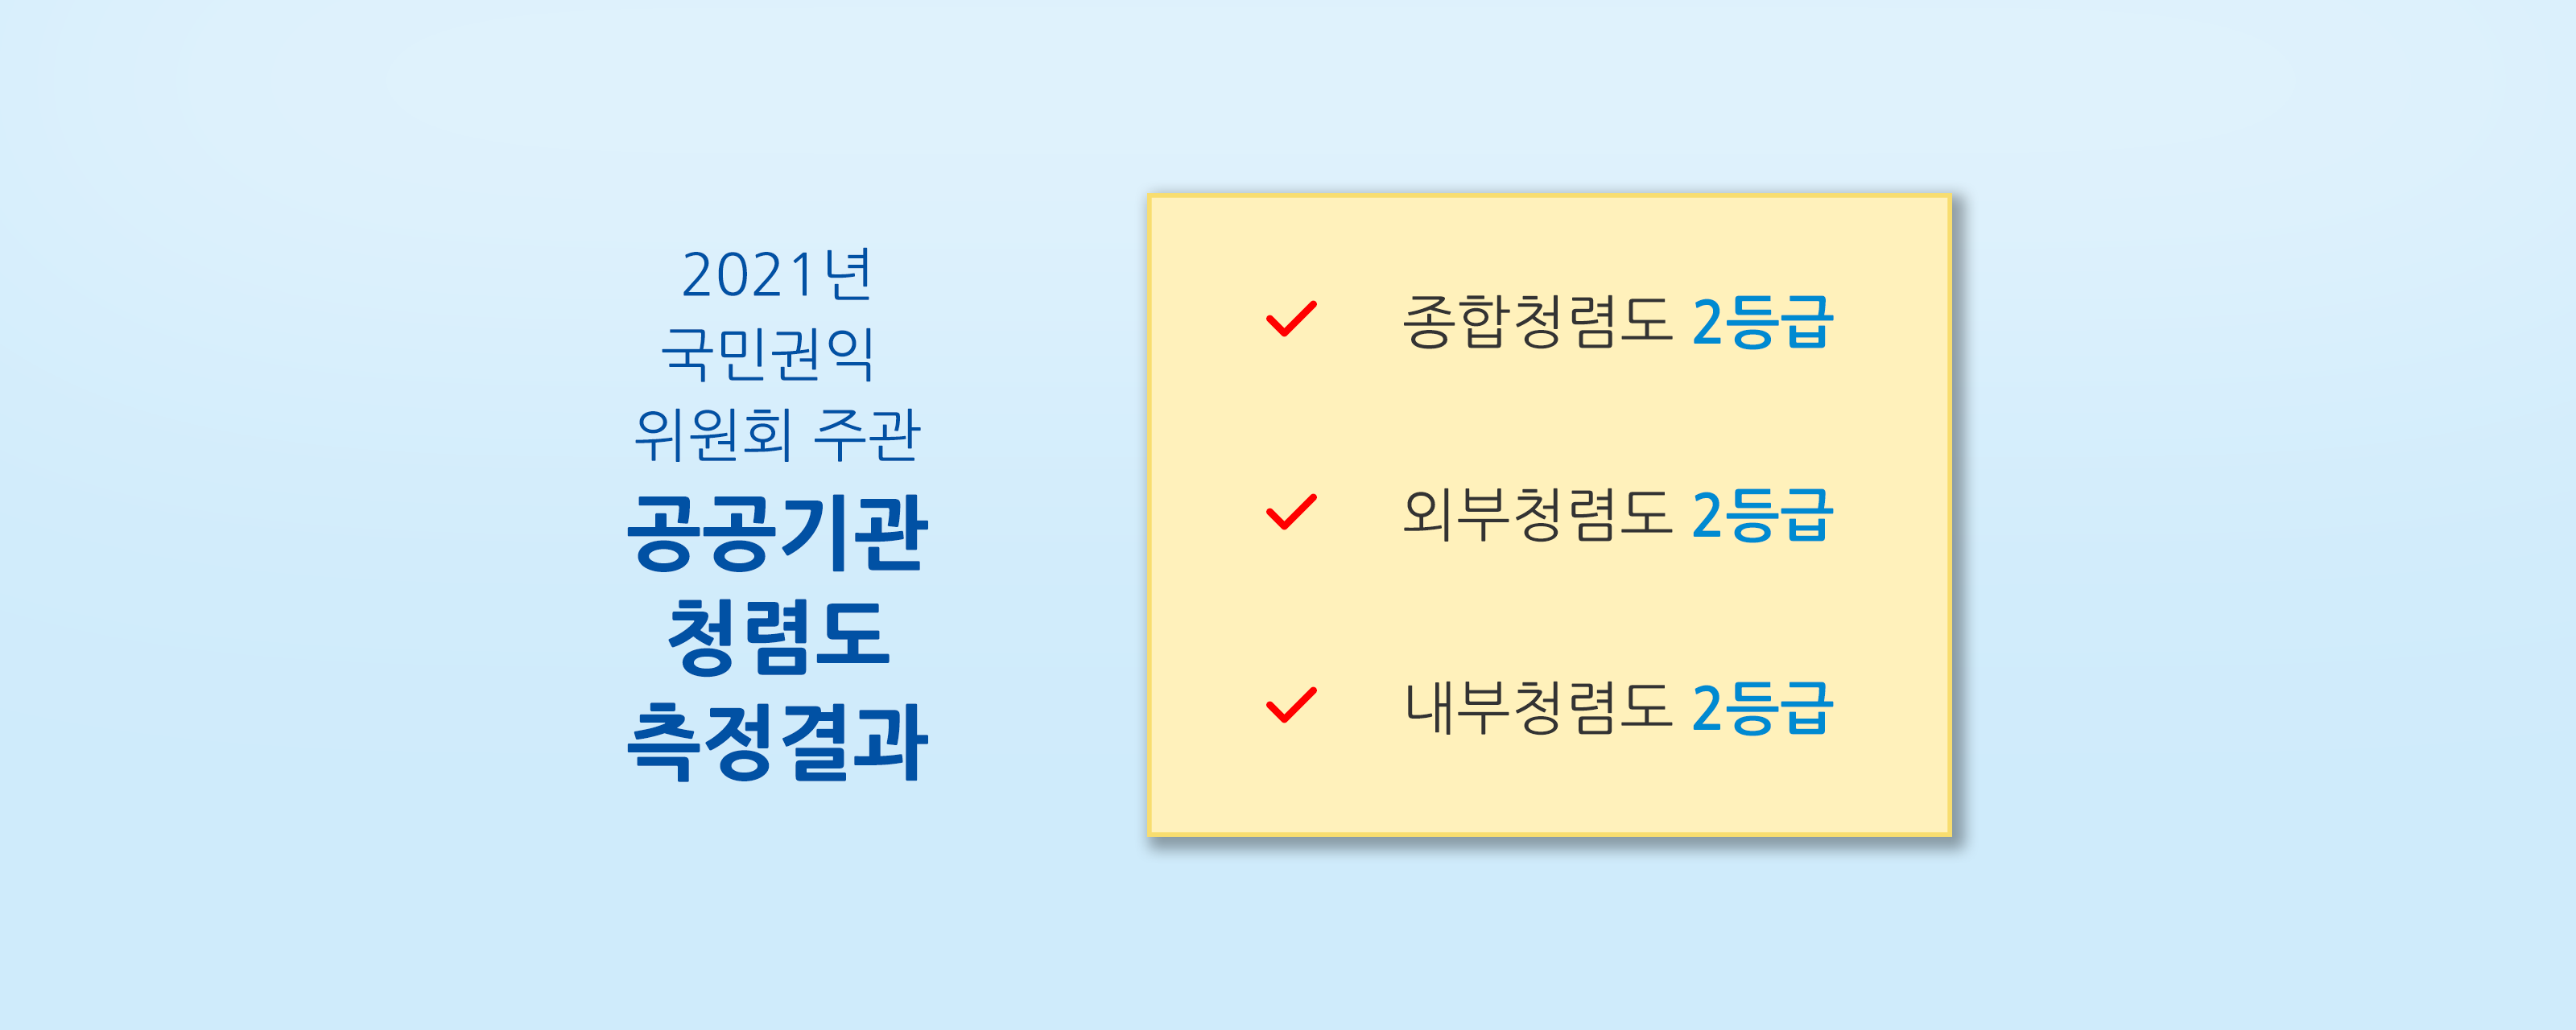 2021년
국민권익
위원회 주관
공공기관
청렴도
측정결과
종합청렴도 2등급
외부청렴도 2등급
내부청렴도 2등급